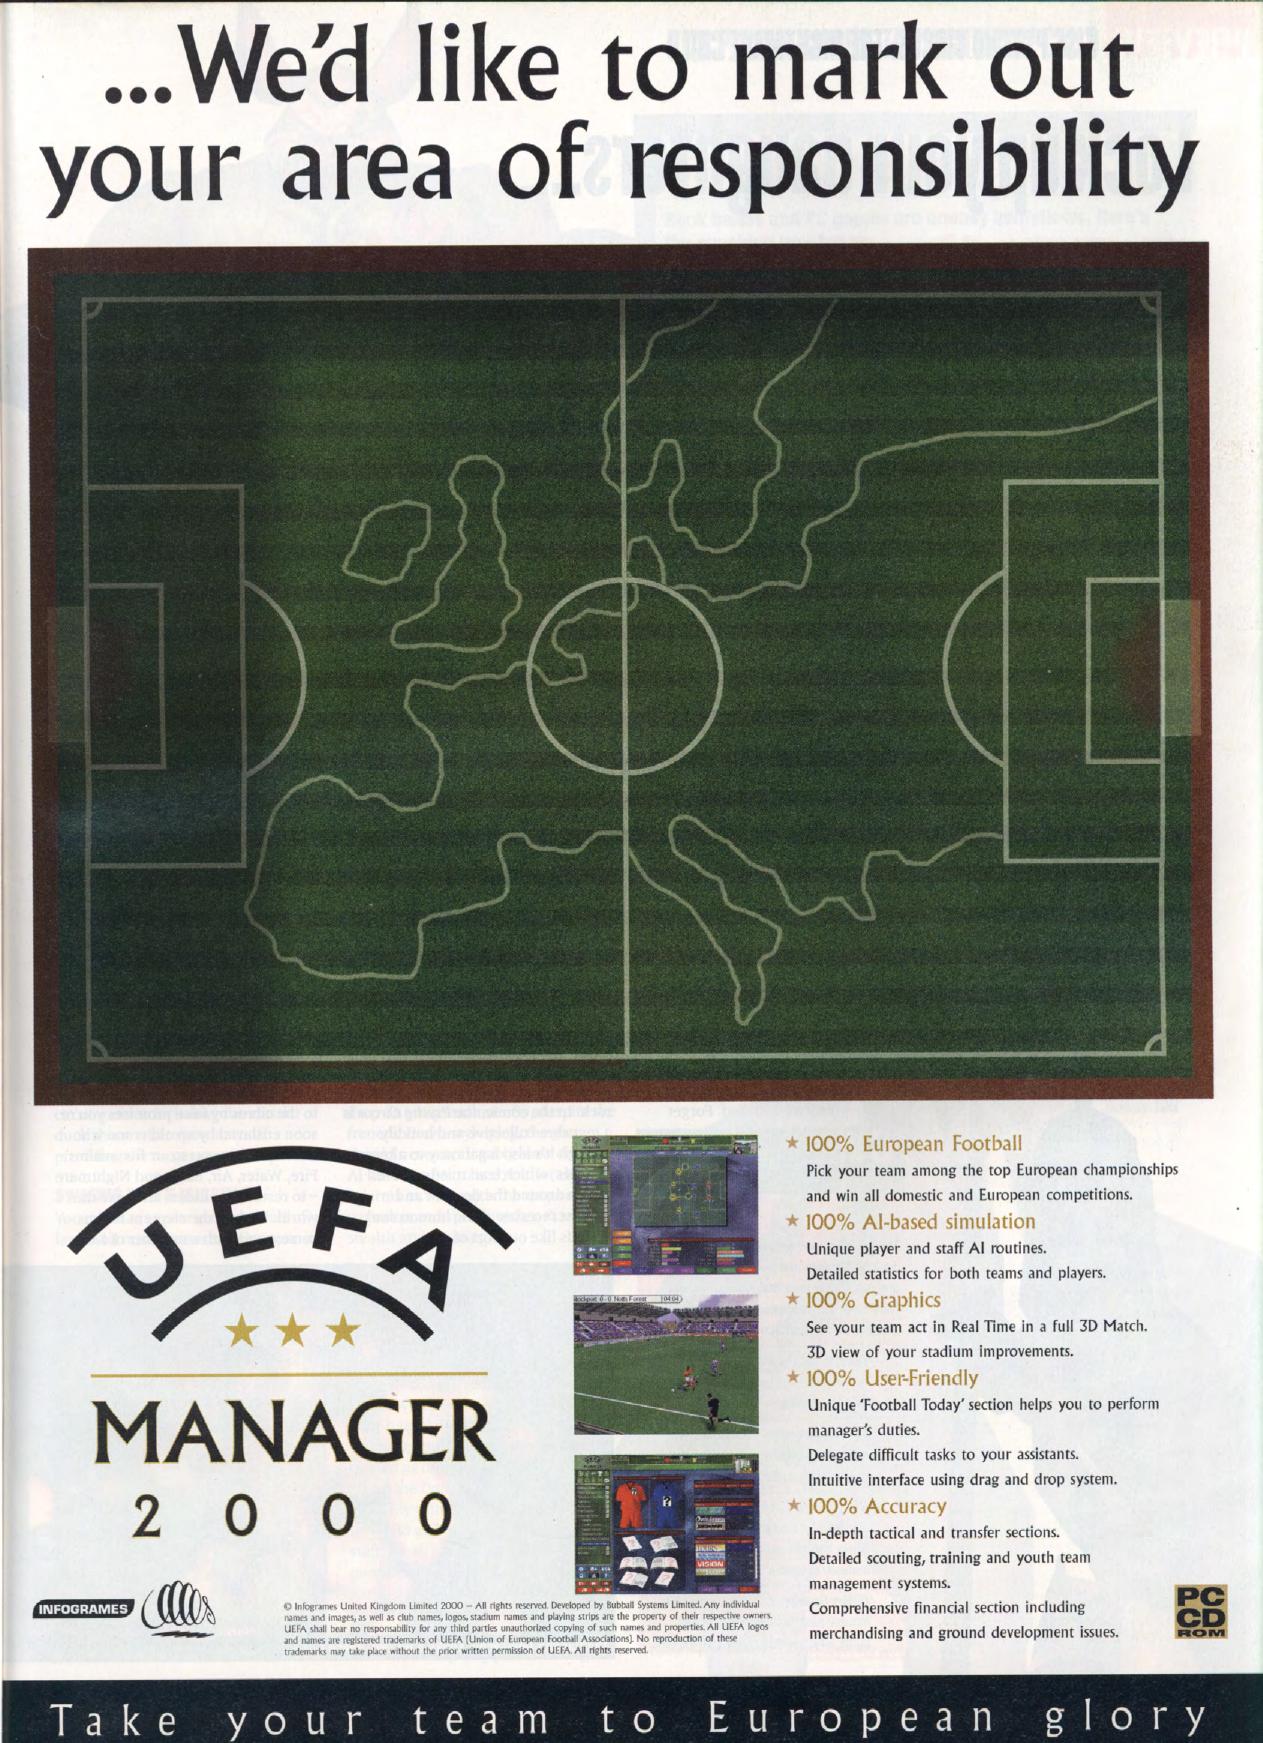 ...We'd like to mark out
your area of responsibility
UEFA
MANAGER
2000
INFOGRAMES
0-0 Notts Forest
VISION
★ 100% European Football
Pick your team among the top European championships
and win all domestic and European competitions.
★ 100% AI-based simulation
Unique player and staff AI routines.
Detailed statistics for both teams and players.
★ 100% Graphics
See your team act in Real Time in a full 3D Match.
3D view of your stadium improvements.
★ 100% User-Friendly
Unique 'Football Today' section helps you to perform
manager's duties.
Delegate difficult tasks to your assistants.
Intuitive interface using drag and drop system.
★ 100% Accuracy
In-depth tactical and transfer sections.
Detailed scouting, training and youth team
management systems.
Comprehensive financial section including
merchandising and ground development issues.
© Infogrames United Kingdom Limited 2000 – All rights reserved. Developed by Bubball Systems Limited. Any individual
names and images, as well as club names, logos, stadium names and playing strips are the property of their respective owners.
UEFA shall bear no responsability for any third parties unauthorized copying of such names and properties. All UEFA logos
and names are registered trademarks of UEFA (Union of European Football Associations). No reproduction of these
trademarks may take place without the prior written permission of UEFA. All rights reserved.
PC
CD
ROM
Take your team to European glory